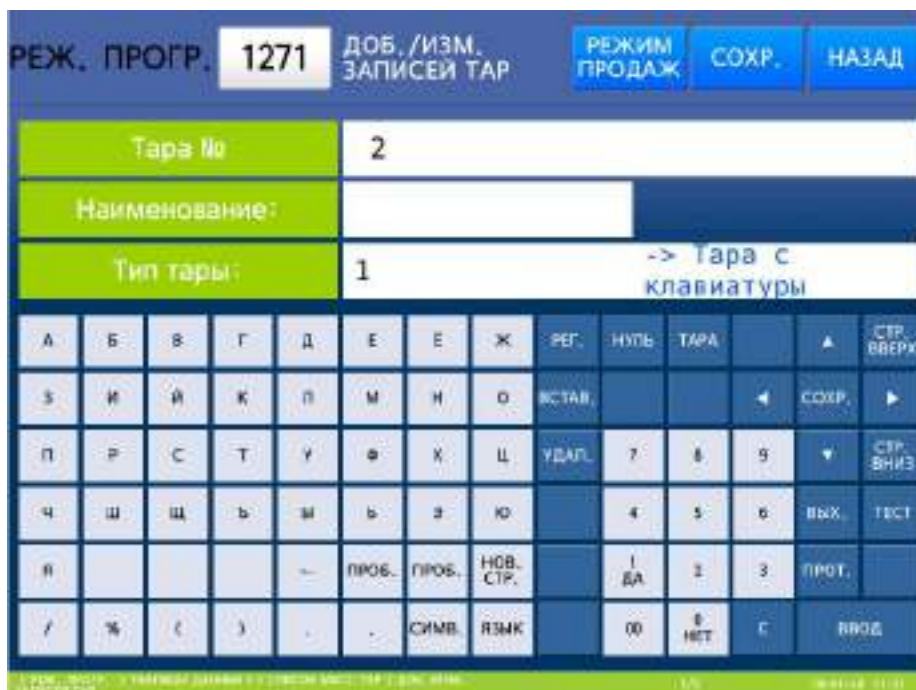 РЕЖ. ПРОГР. 1271 ДОБ./ИЗМ. РЕЖИМ СОХР. НАЗАД
ЗАПИСЕЙ ТАР ПРОДАЖ
Тара № 2
Наименование:
Тип тары: 1 -> Тара с
клавиатуры
А Б В Г Д Е Ё Ж РЕГ. НУЛЬ ТАРА ▲ СТР. ВВЕРХ
З И Й К Л М Н О ВСТАВ. ◄ СОХР. ►
П Р С Т У Ф Х Ц УДАЛ. 7 8 9 ▼ СТР. ВНИЗ
Ч Ш Щ Ъ Ы Ь Э Ю 4 5 6 ВЫХ. ТЕСТ
Я ПРОБ. ПРОБ. НОВ. СТР. 1 ДА 2 3 ПРОТ.
/ % ( ) СИМВ. ЯЗЫК 00 0 НЕТ С ВВОД